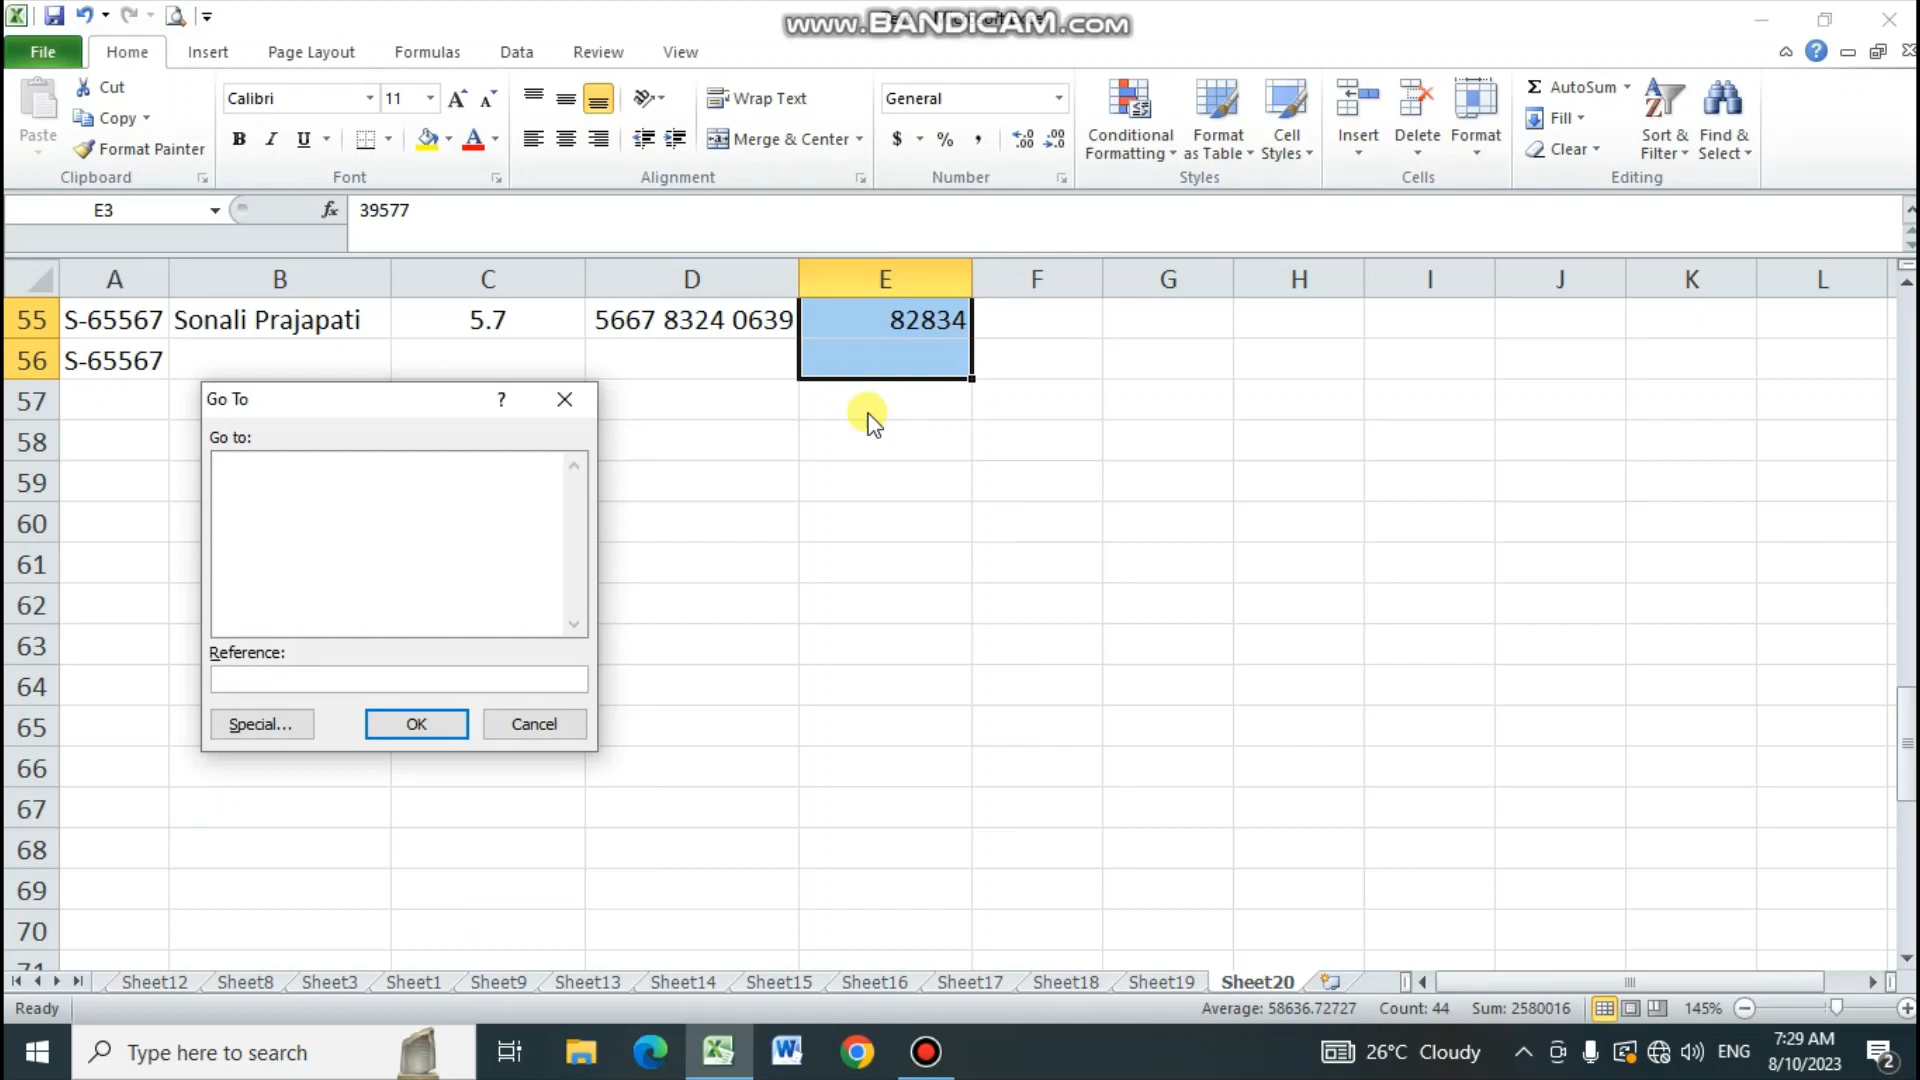 www.BANDICAM.com
File Home Insert Page Layout Formulas Data Review View
Cut
Copy
Format Painter
Paste
Clipboard
Calibri 11
B I U
Font
Wrap Text
Merge & Center
Alignment
General
$ % ,
Number
Conditional Formatting
Format as Table
Cell Styles
Styles
Insert Delete Format
Cells
Σ AutoSum
Fill
Clear
Sort & Filter
Find & Select
Editing
E3 fx 39577
A B C D E F G H I J K L
55 S-65567 Sonali Prajapati 5.7 5667 8324 0639 82834
56 S-65567
57
58
59
60
61
62
63
64
65
66
67
68
69
70
71
Go To ?
Go to:
Reference:
Special... OK Cancel
Sheet12 Sheet8 Sheet3 Sheet1 Sheet9 Sheet13 Sheet14 Sheet15 Sheet16 Sheet17 Sheet18 Sheet19 Sheet20
Ready Average: 58636.72727 Count: 44 Sum: 2580016 145%
Type here to search
26°C Cloudy ENG
7:29 AM
8/10/2023
2